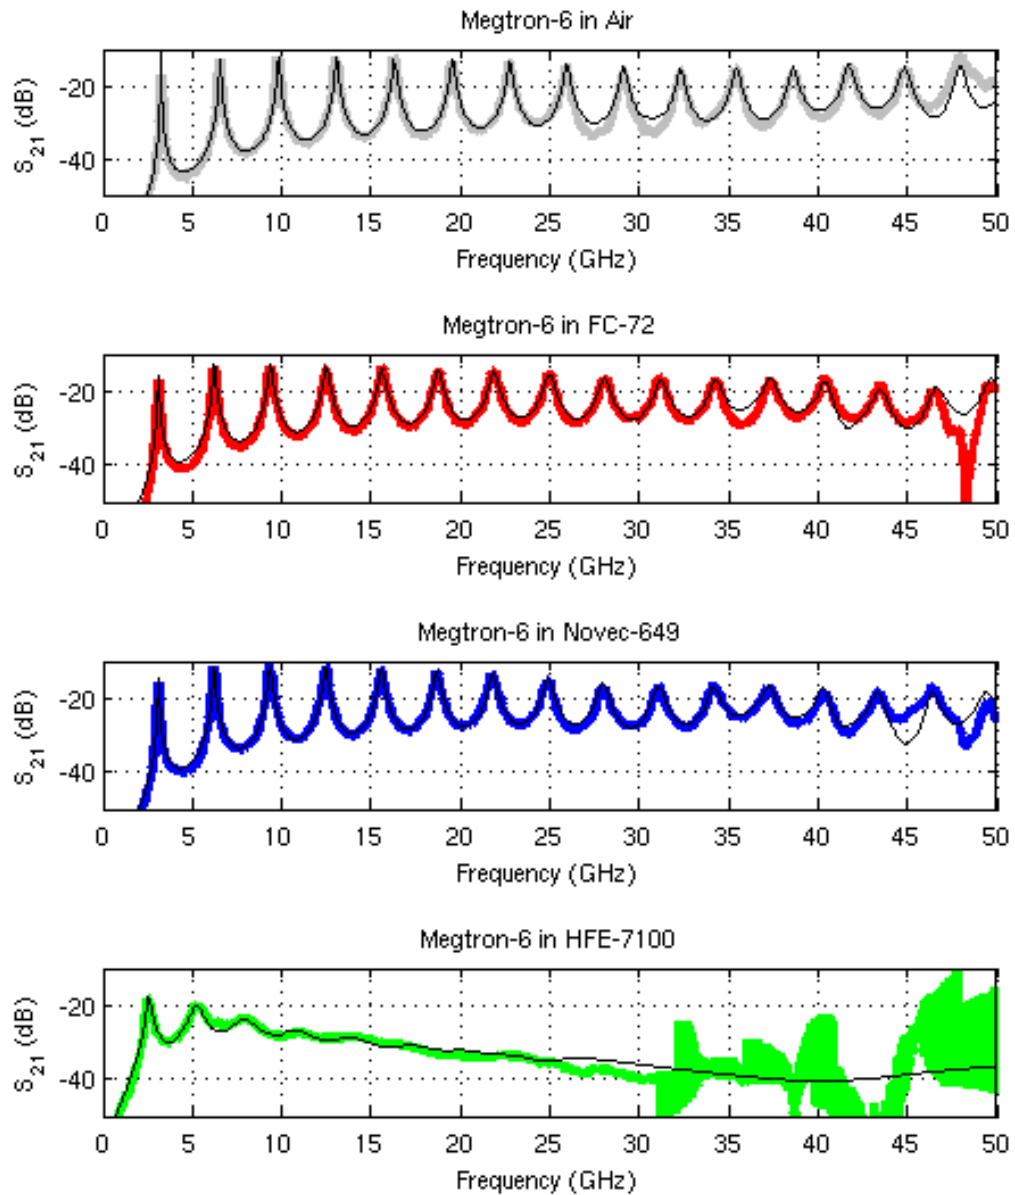 Megtron-6 in Air
S21 (dB)
-20
-40
0 5 10 15 20 25 30 35 40 45 50
Frequency (GHz)
Megtron-6 in FC-72
S21 (dB)
-20
-40
0 5 10 15 20 25 30 35 40 45 50
Frequency (GHz)
Megtron-6 in Novec-649
S21 (dB)
-20
-40
0 5 10 15 20 25 30 35 40 45 50
Frequency (GHz)
Megtron-6 in HFE-7100
S21 (dB)
-20
-40
0 5 10 15 20 25 30 35 40 45 50
Frequency (GHz)